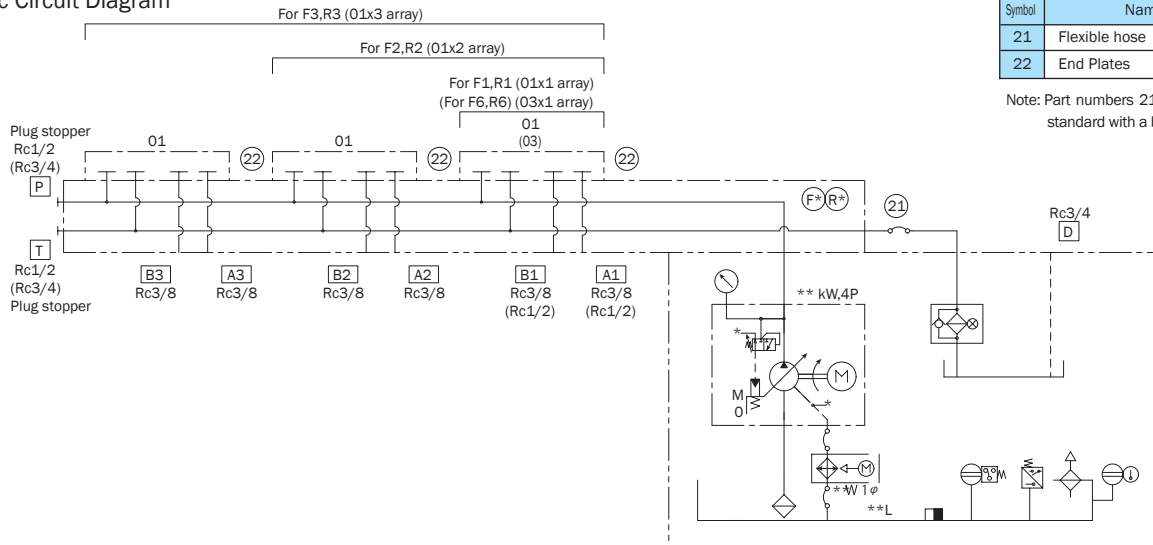 c Circuit Diagram
For F3,R3 (01x3 array)
For F2,R2 (01x2 array)
For F1,R1 (01x1 array)
(For F6,R6) (03x1 array)
Symbol Nam
21 Flexible hose
22 End Plates
Note: Part numbers 21
standard with a
Plug stopper
Rc1/2
(Rc3/4)
P
01
22
01
22
01
(03)
22
F* R*
21
Rc3/4
D
T
Rc1/2
(Rc3/4)
Plug stopper
B3
Rc3/8
A3
Rc3/8
B2
Rc3/8
A2
Rc3/8
B1
Rc3/8
(Rc1/2)
A1
Rc3/8
(Rc1/2)
** kW,4P
*
M
M
O
*
M
**W 1φ
**L